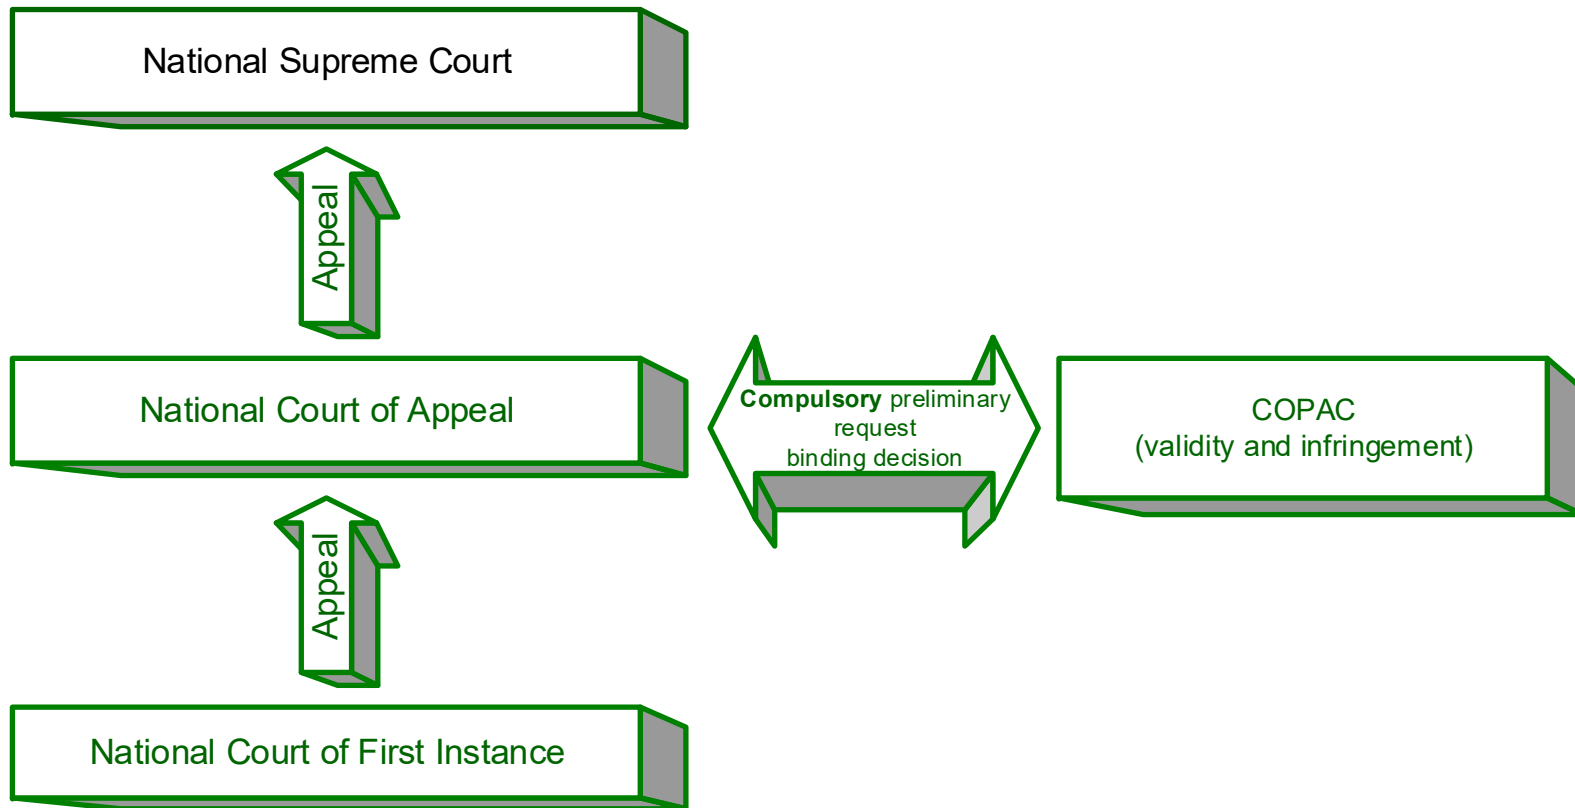 National Supreme Court
Appeal
National Court of Appeal
Compulsory preliminary
request
binding decision
COPAC
(validity and infringement)
Appeal
National Court of First Instance